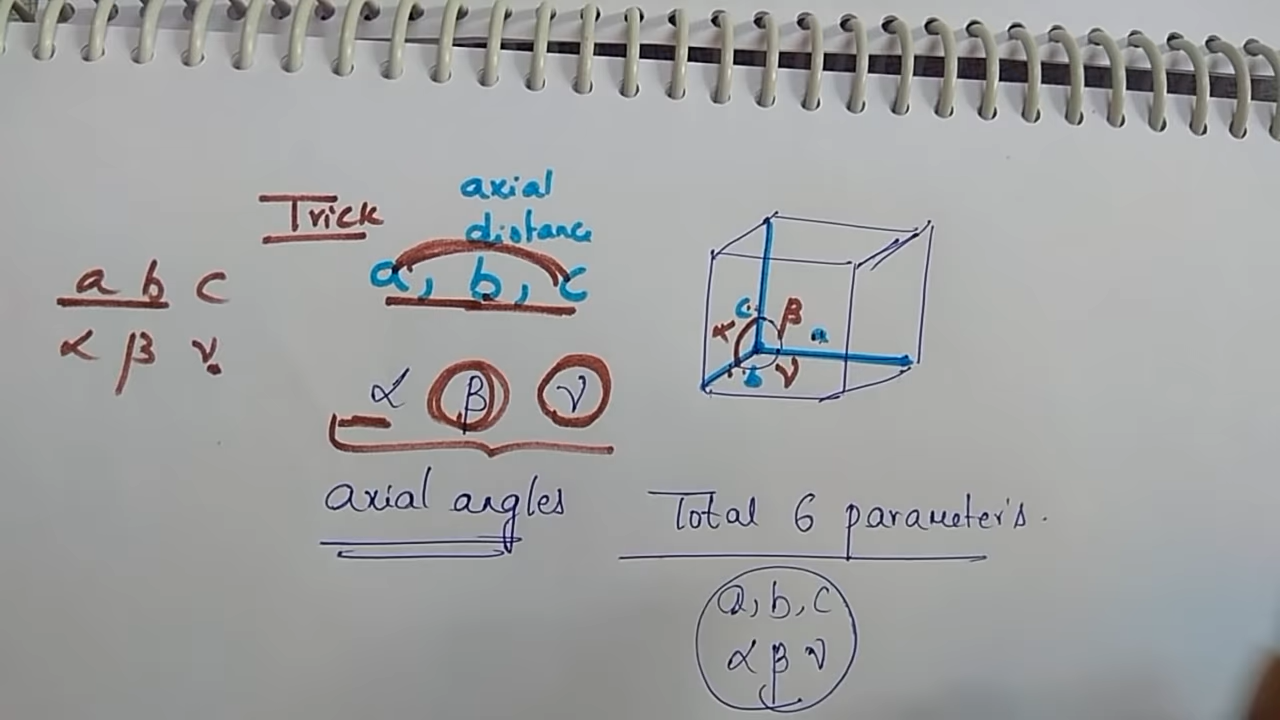 Trick
axial
distance
a, b, c
a b c
α β γ
α β γ
axial angles
c
β
α
a
b
γ
Total 6 parameter's.
a, b, c
α β γ